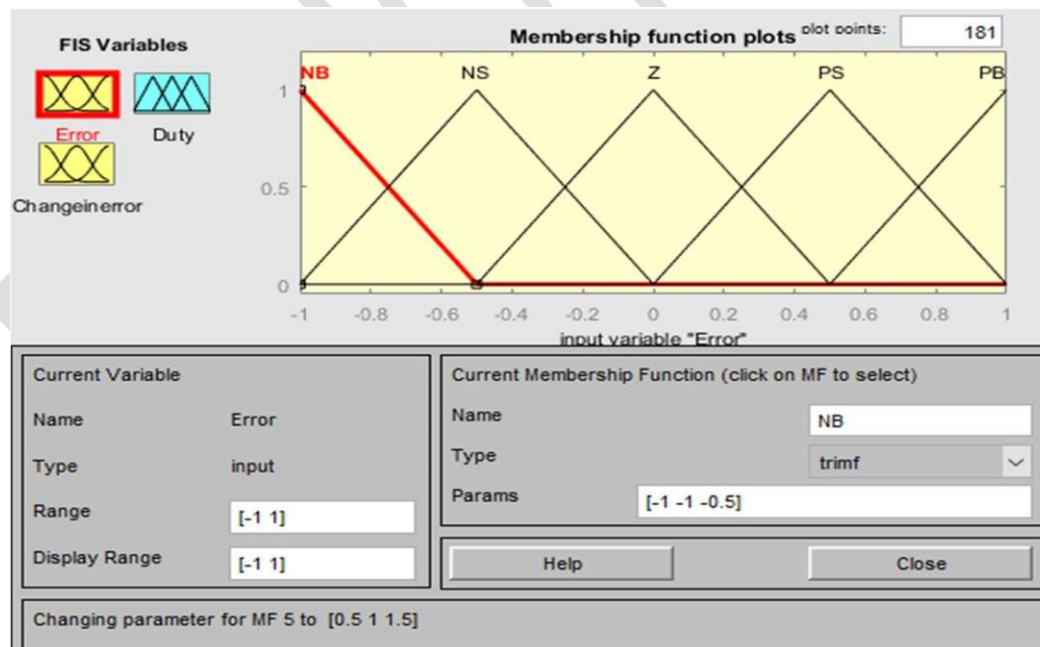 FIS Variables
Membership function plots plot points: 181
NB NS Z PS PB
Error Duty
Changeinerror
1
0.5
0
-1 -0.8 -0.6 -0.4 -0.2 0 0.2 0.4 0.6 0.8 1
input variable "Error"
Current Variable
Name Error
Type input
Range [-1 1]
Display Range [-1 1]
Current Membership Function (click on MF to select)
Name NB
Type trimf
Params [-1 -1 -0.5]
Help Close
Changing parameter for MF 5 to [0.5 1 1.5]